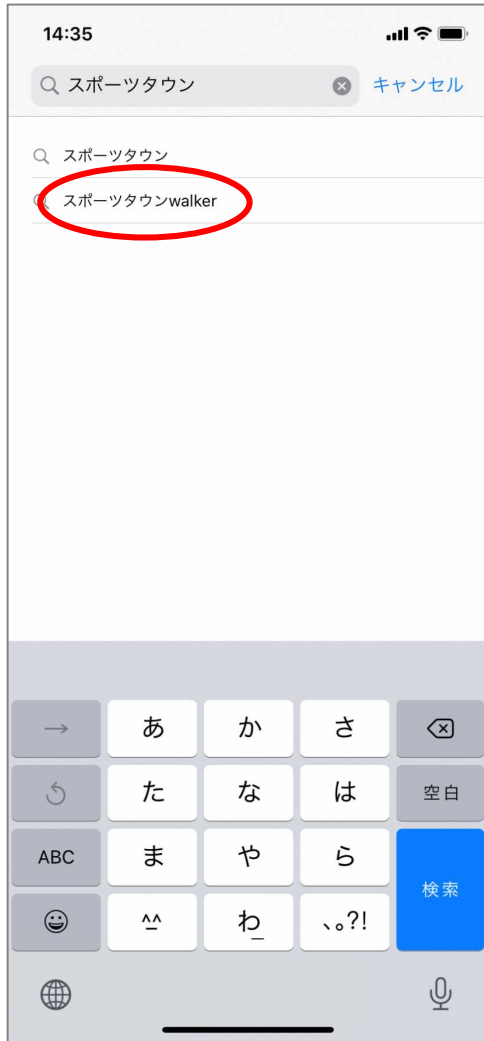 14:35
スポーツタウン
キャンセル
スポーツタウン
スポーツタウンwalker
→ あ か さ
た な は 空白
ABC ま や ら 検索
^_^ わ_ 、。?!